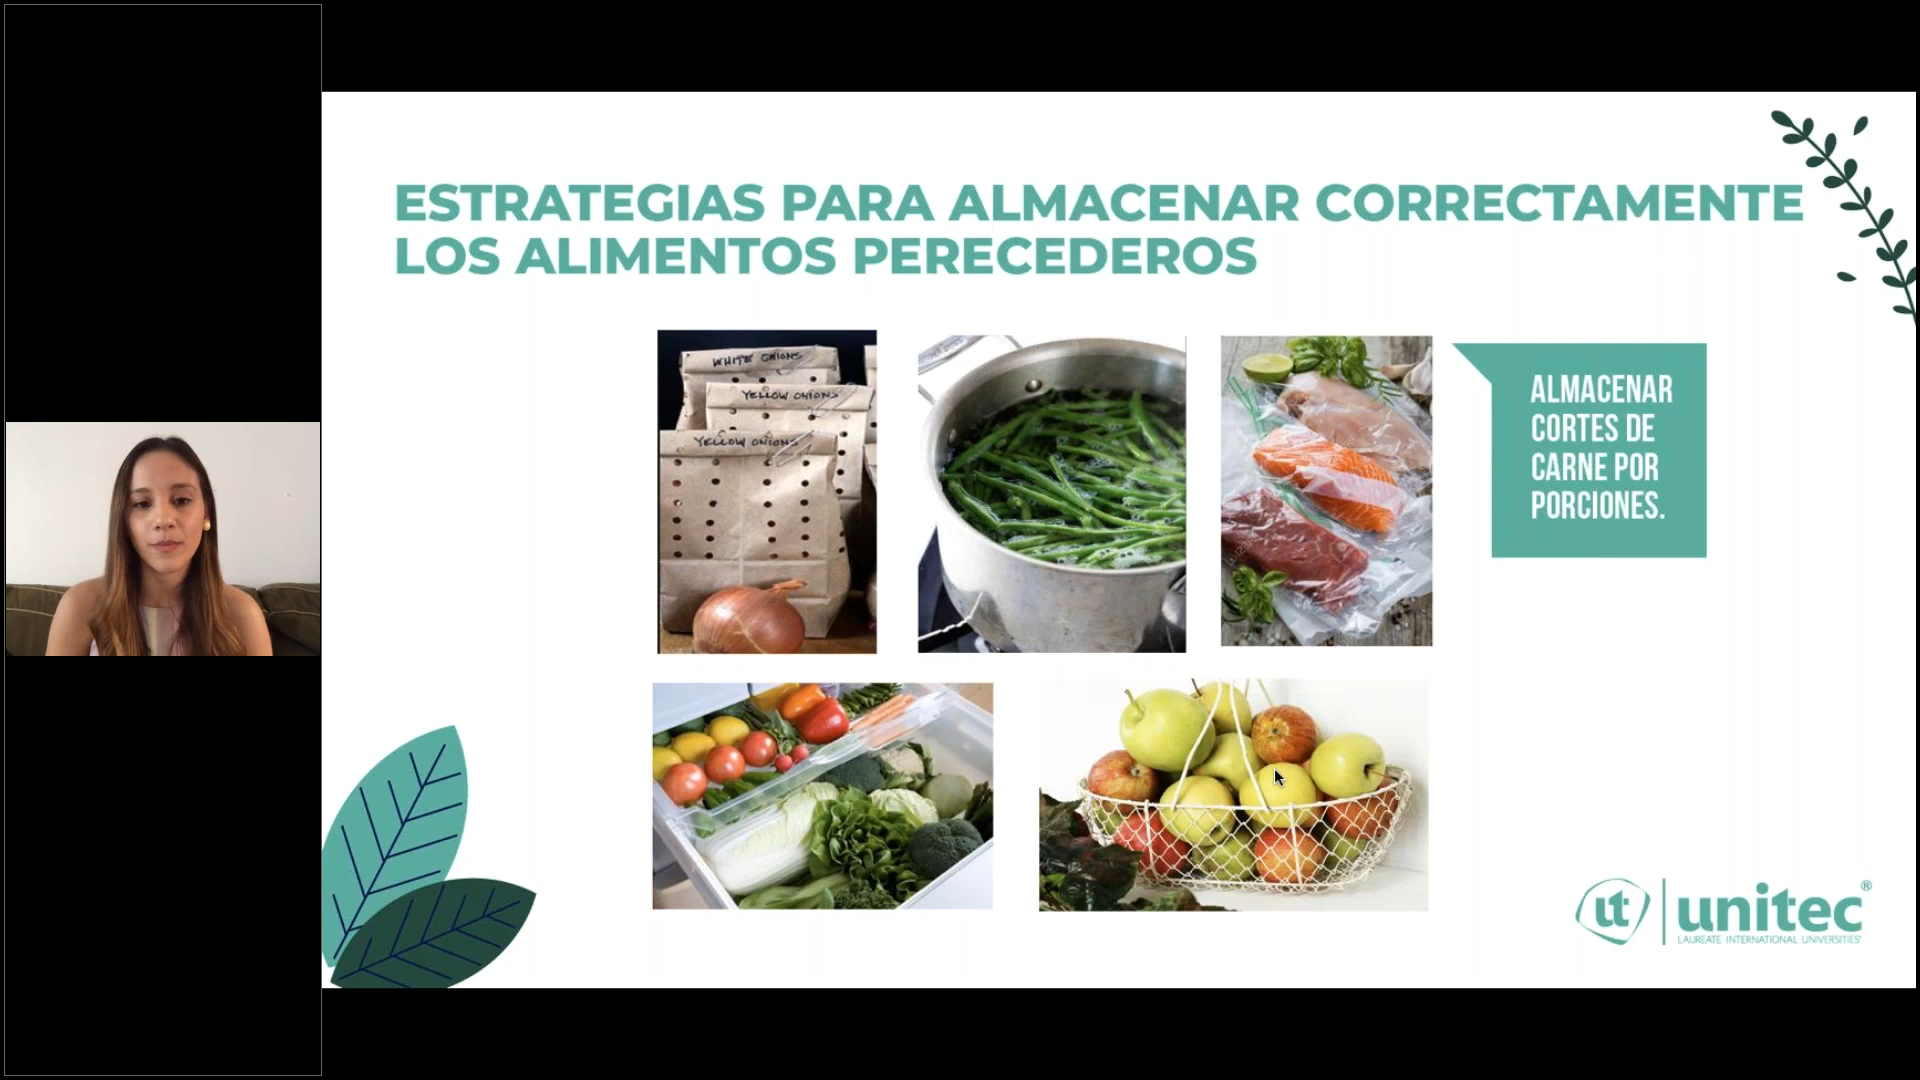 ESTRATEGIAS PARA ALMACENAR CORRECTAMENTE
LOS ALIMENTOS PERECEDEROS
WHITE ONIONS
YELLOW ONIONS
YELLOW ONIONS
ALMACENAR
CORTES DE
CARNE POR
PORCIONES.
ut unitec®
LAUREATE INTERNATIONAL UNIVERSITIES